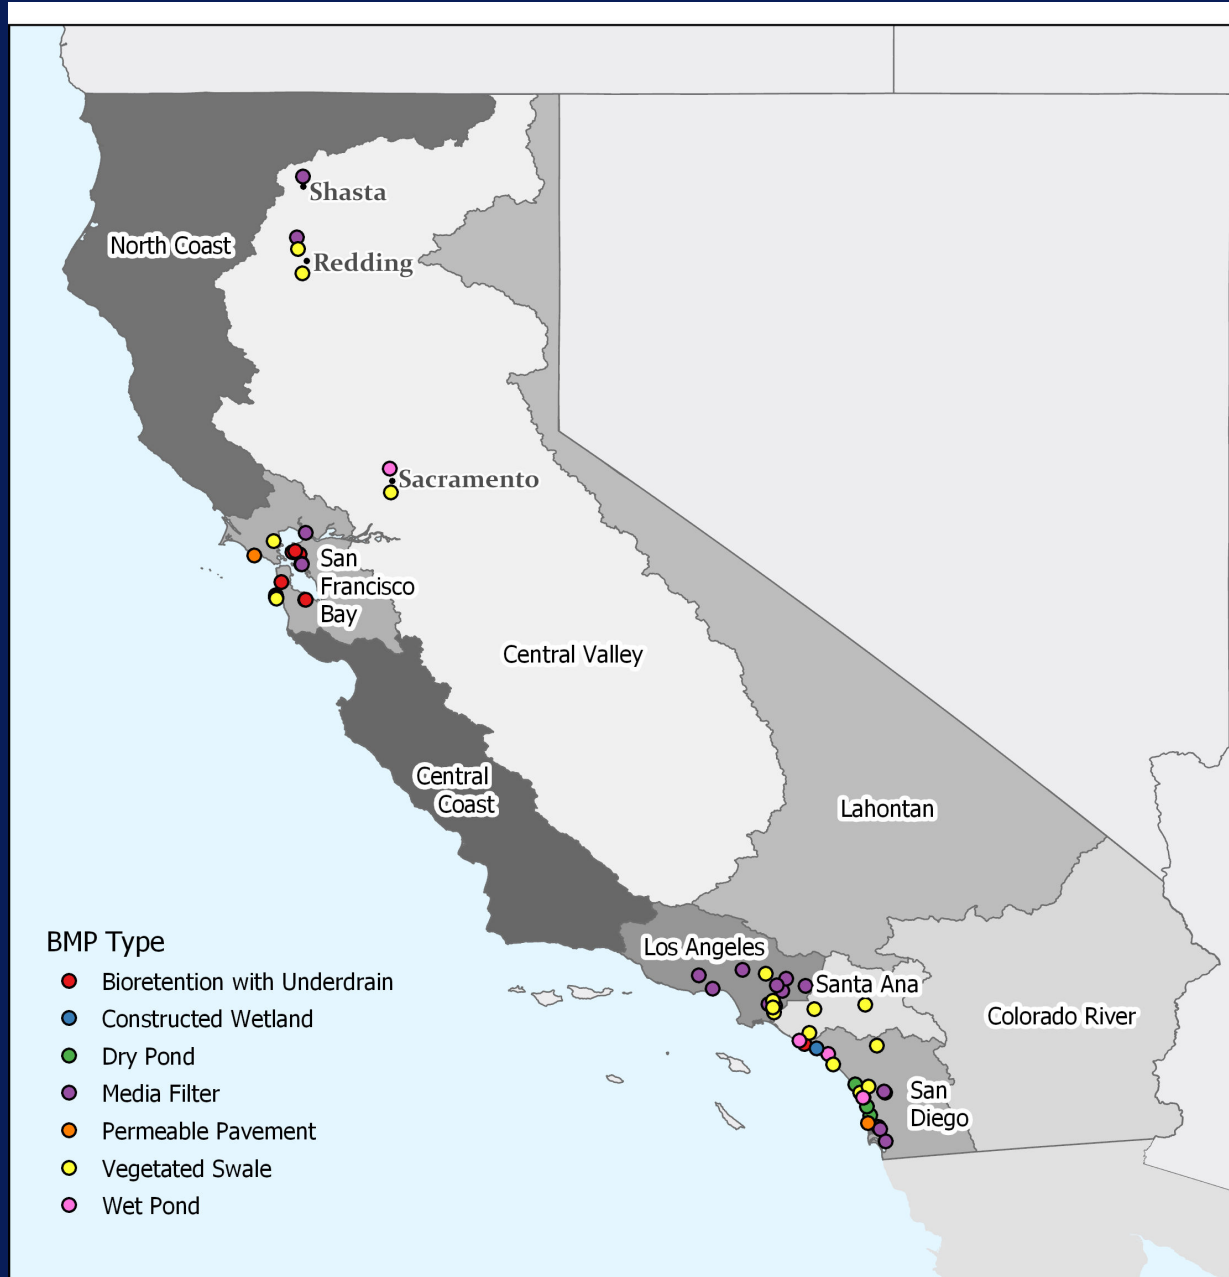 Shasta
North Coast
Redding
Sacramento
San
Francisco
Bay
Central Valley
Central
Coast
Lahontan
Los Angeles
Santa Ana
Colorado River
San
Diego
BMP Type
Bioretention with Underdrain
Constructed Wetland
Dry Pond
Media Filter
Permeable Pavement
Vegetated Swale
Wet Pond